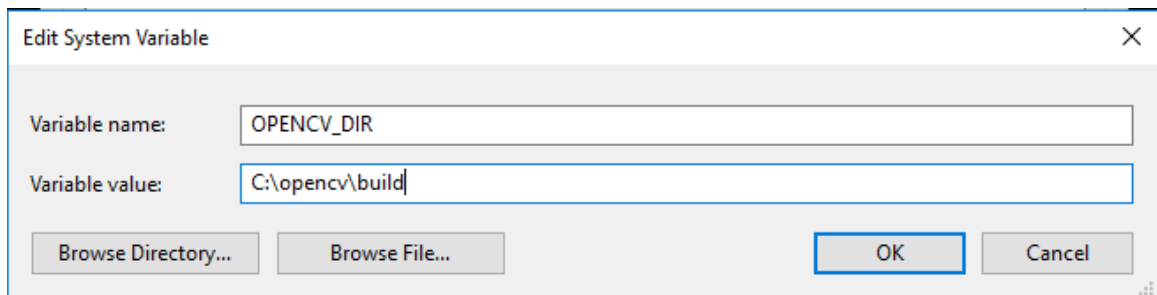 Edit System Variable
Variable name: OPENCV_DIR
Variable value: C:\opencv\build
Browse Directory... Browse File... OK Cancel